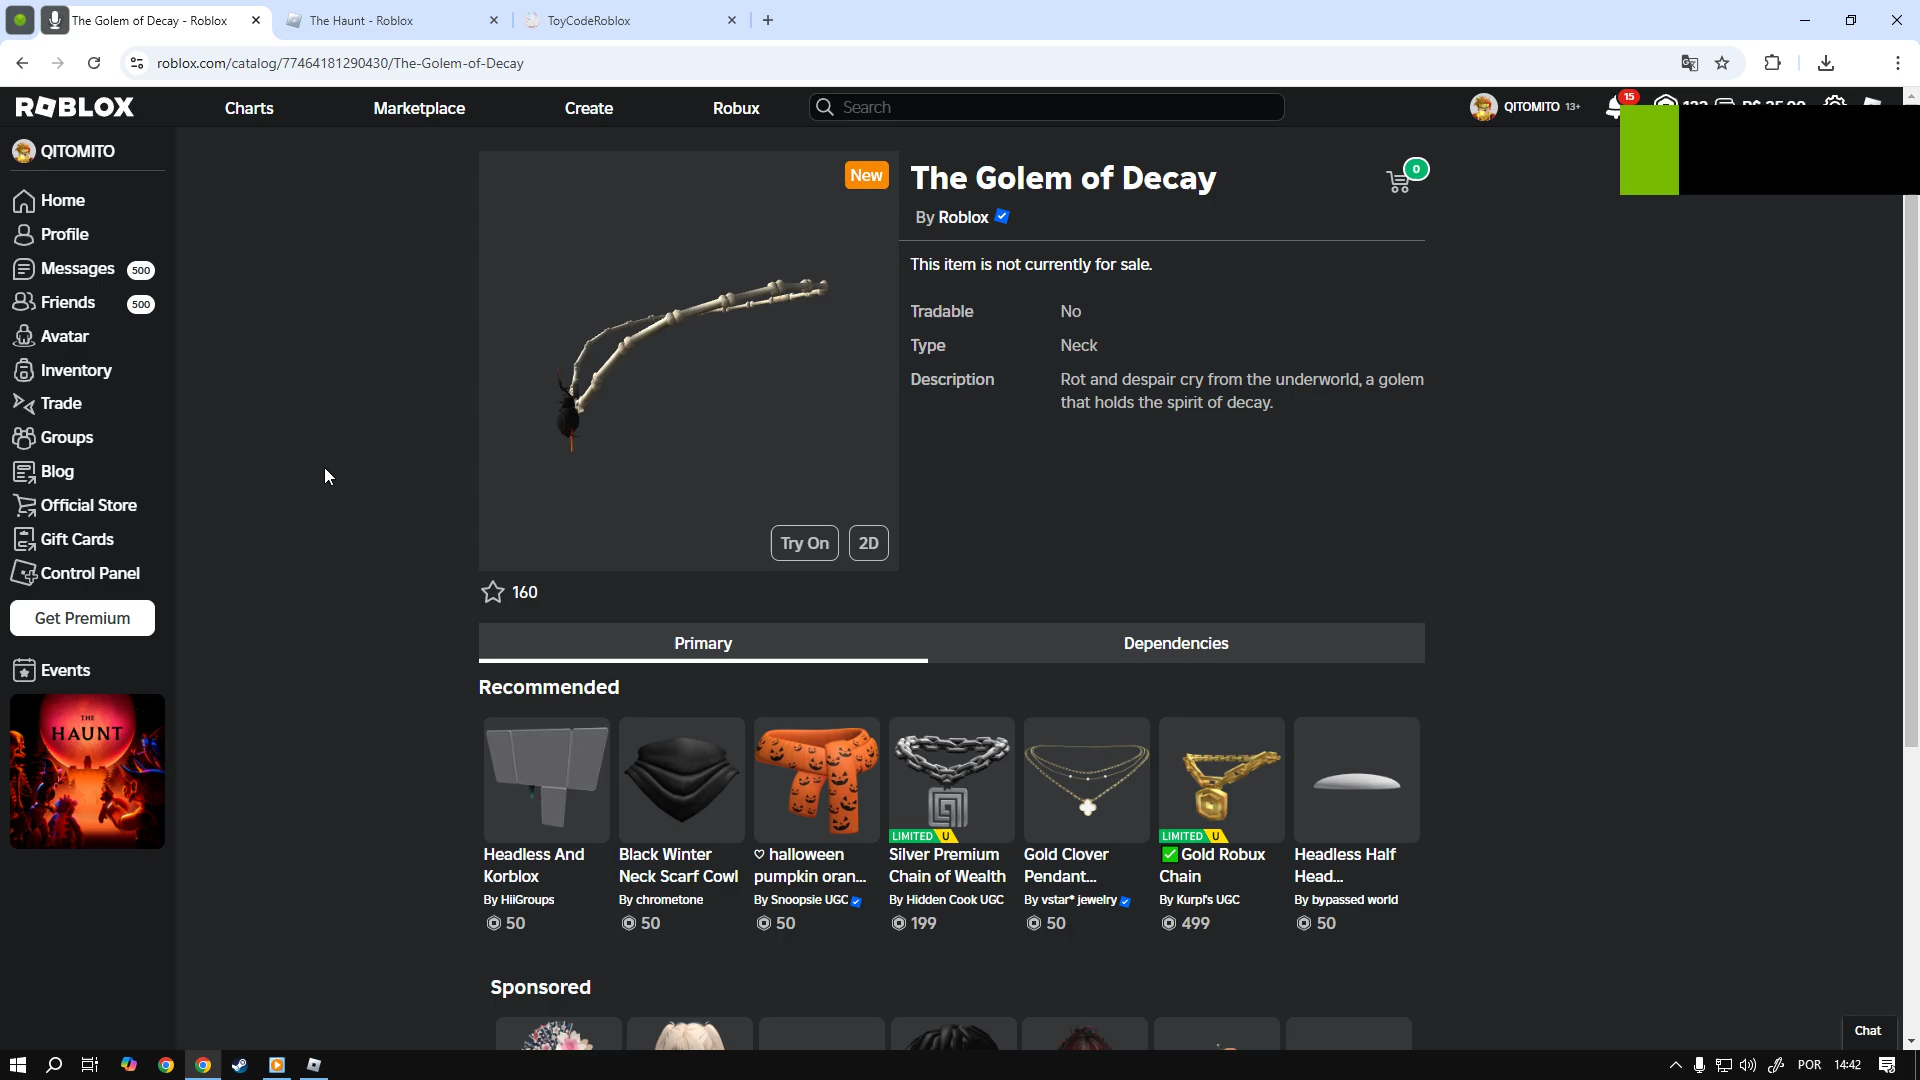 The Golem of Decay - Roblox
The Haunt - Roblox
ToyCodeRoblox
roblox.com/catalog/77464181290430/The-Golem-of-Decay
ROBLOX
Charts
Marketplace
Create
Robux
Search
QITOMITO 13+
15
QITOMITO
Home
Profile
Messages 500
Friends 500
Avatar
Inventory
Trade
Groups
Blog
Official Store
Gift Cards
Control Panel
Get Premium
Events
THE
HAUNT
New
Try On
2D
160
The Golem of Decay
0
By Roblox
This item is not currently for sale.
Tradable No
Type Neck
Description Rot and despair cry from the underworld, a golem
that holds the spirit of decay.
Primary
Dependencies
Recommended
Headless And
Korblox
By HiiGroups
50
Black Winter
Neck Scarf Cowl
By chrometone
50
♡ halloween
pumpkin oran...
By Snoopsie UGC
50
LIMITED U
Silver Premium
Chain of Wealth
By Hidden Cook UGC
199
Gold Clover
Pendant...
By vstar* jewelry
50
LIMITED U
✅Gold Robux
Chain
By Kurpl's UGC
499
Headless Half
Head...
By bypassed world
50
Sponsored
Chat
POR
14:42